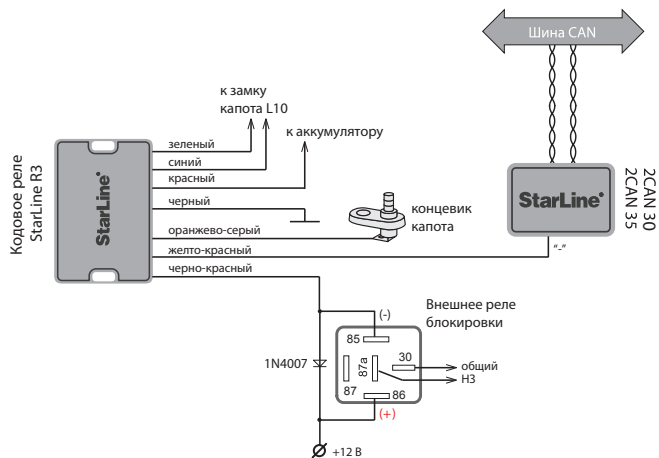 Шина CAN
к замку
капота L10
к аккумулятору
Кодовое реле
StarLine R3
StarLine
зеленый
синий
красный
черный
оранжево-серый
желто-красный
черно-красный
концевик
капота
StarLine
2CAN 30
2CAN 35
“-”
Внешнее реле
блокировки
(-)
85
30
87a
87
86
1N4007
общий
НЗ
(+)
+12 В